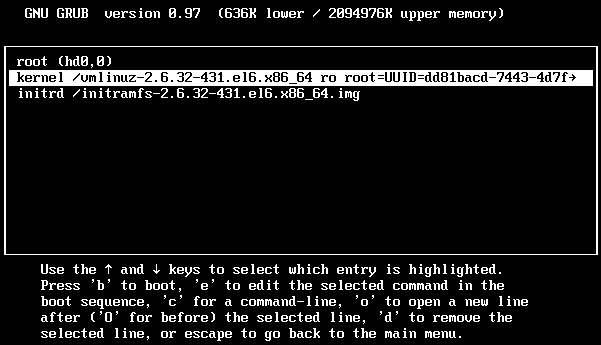 GNU GRUB  version 0.97  (636K lower / 2094976K upper memory)
root (hd0,0)
kernel /vmlinuz-2.6.32-431.el6.x86_64 ro root=UUID=dd81bacd-7443-4d7f→
initrd /initramfs-2.6.32-431.el6.x86_64.img
Use the ↑ and ↓ keys to select which entry is highlighted.
Press 'b' to boot, 'e' to edit the selected command in the
boot sequence, 'c' for a command-line, 'o' to open a new line
after ('O' for before) the selected line, 'd' to remove the
selected line, or escape to go back to the main menu.